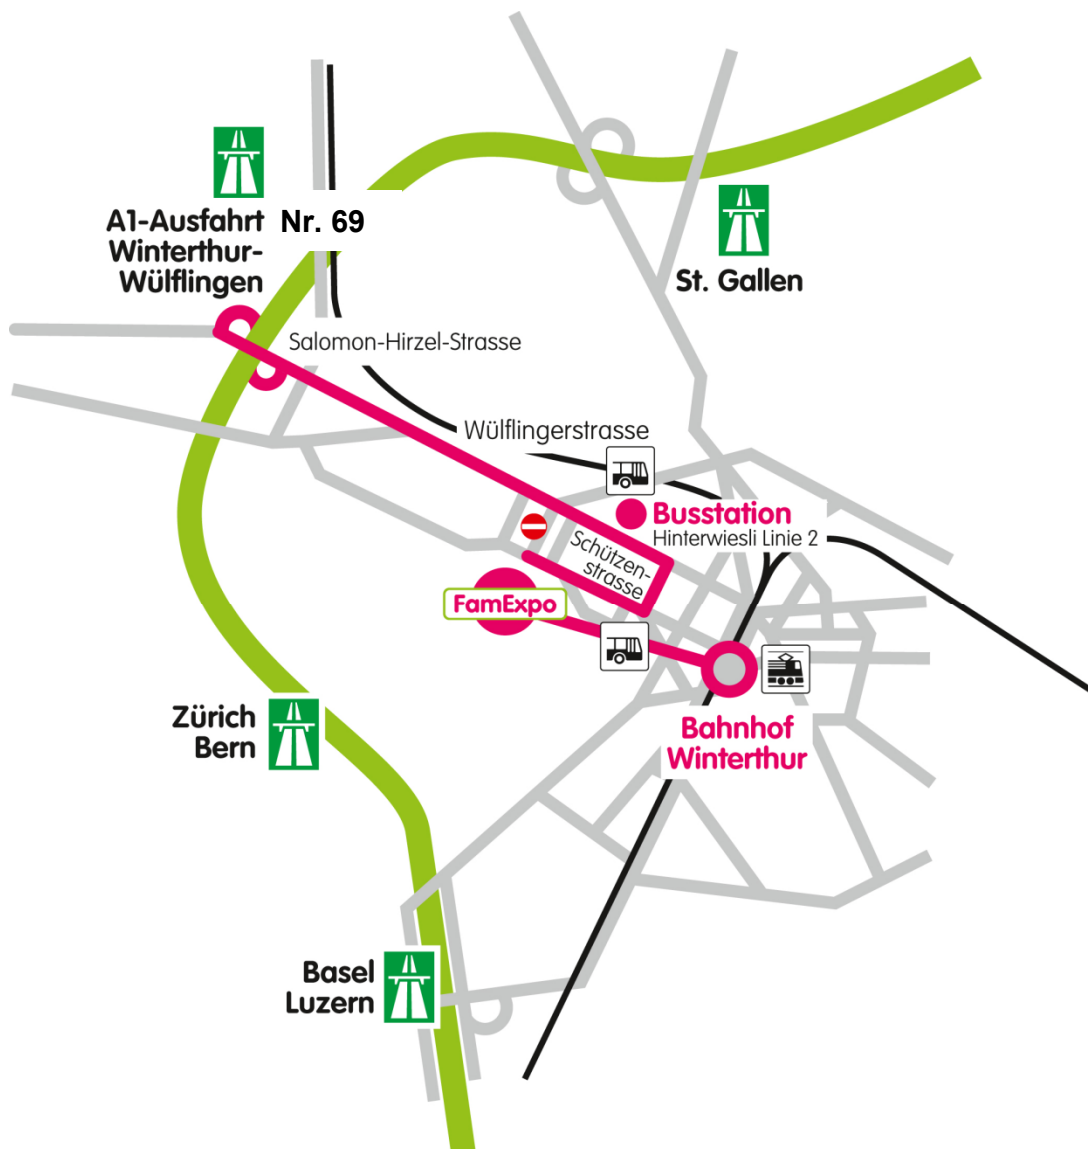 A1-Ausfahrt Nr. 69
Winterthur-
Wülflingen
St. Gallen
Salomon-Hirzel-Strasse
Wülflingerstrasse
Busstation
Hinterwiesli Linie 2
Schützen-
strasse
FamExpo
Bahnhof
Winterthur
Zürich
Bern
Basel
Luzern